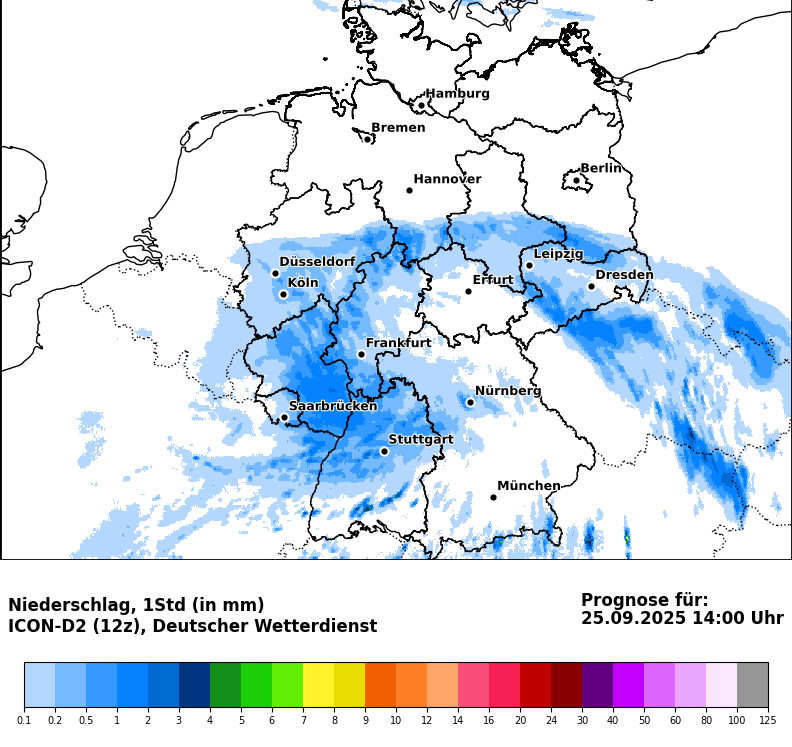 Hamburg
Bremen
Berlin
Hannover
Düsseldorf
Leipzig
Köln
Erfurt
Dresden
Frankfurt
Nürnberg
Saarbrücken
Stuttgart
München
Niederschlag, 1Std (in mm)
ICON-D2 (12z), Deutscher Wetterdienst
Prognose für:
25.09.2025 14:00 Uhr
0.1 0.2 0.5 1 2 3 4 5 6 7 8 9 10 12 14 16 20 24 30 40 50 60 80 100 125